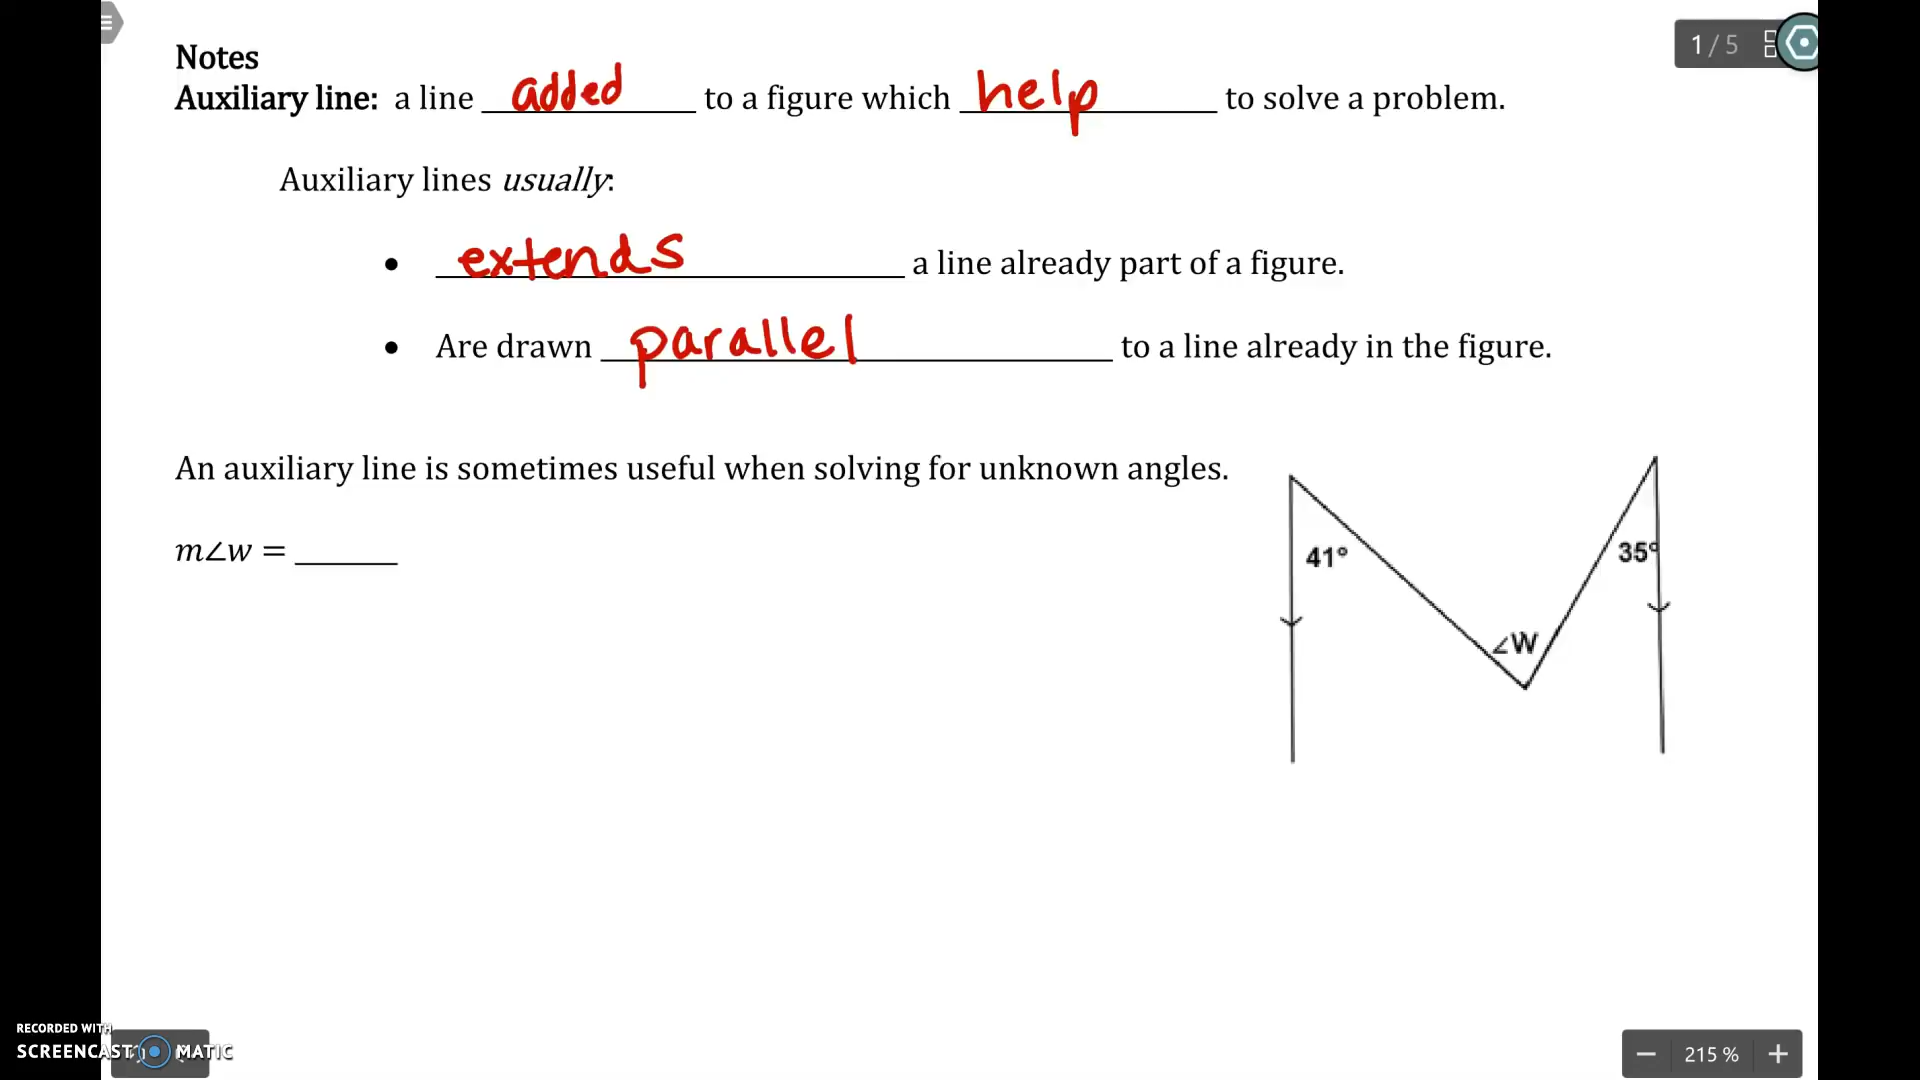 1 / 5
Notes
Auxiliary line: a line added to a figure which help to solve a problem.
Auxiliary lines usually:
• extends a line already part of a figure.
• Are drawn parallel to a line already in the figure.
An auxiliary line is sometimes useful when solving for unknown angles.
m∠w = ______
41°
35°
∠W
RECORDED WITH
SCREENCAST MATIC
− 215 % +